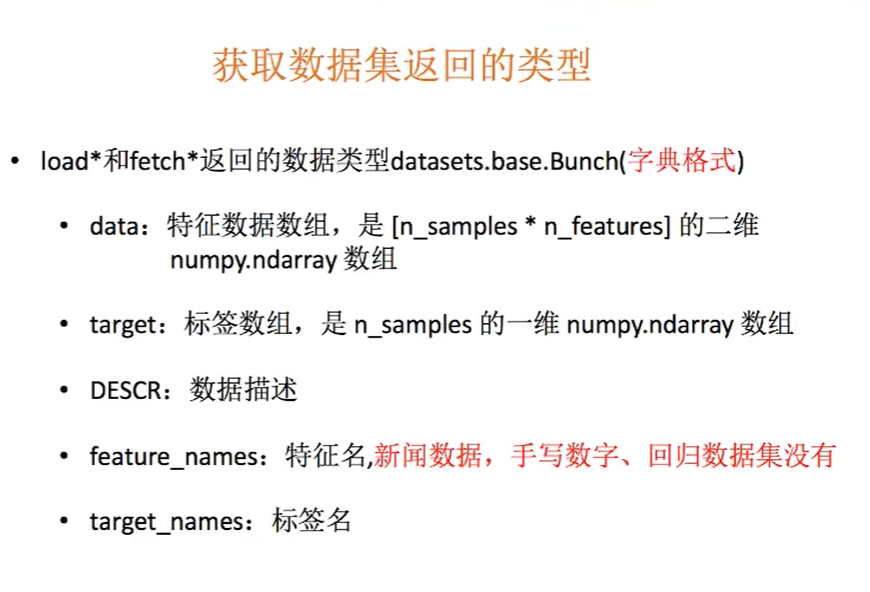 获取数据集返回的类型
• load*和fetch*返回的数据类型datasets.base.Bunch(字典格式)
• data：特征数据数组，是 [n_samples * n_features] 的二维
numpy.ndarray 数组
• target：标签数组，是 n_samples 的一维 numpy.ndarray 数组
• DESCR：数据描述
• feature_names：特征名,新闻数据，手写数字、回归数据集没有
• target_names：标签名